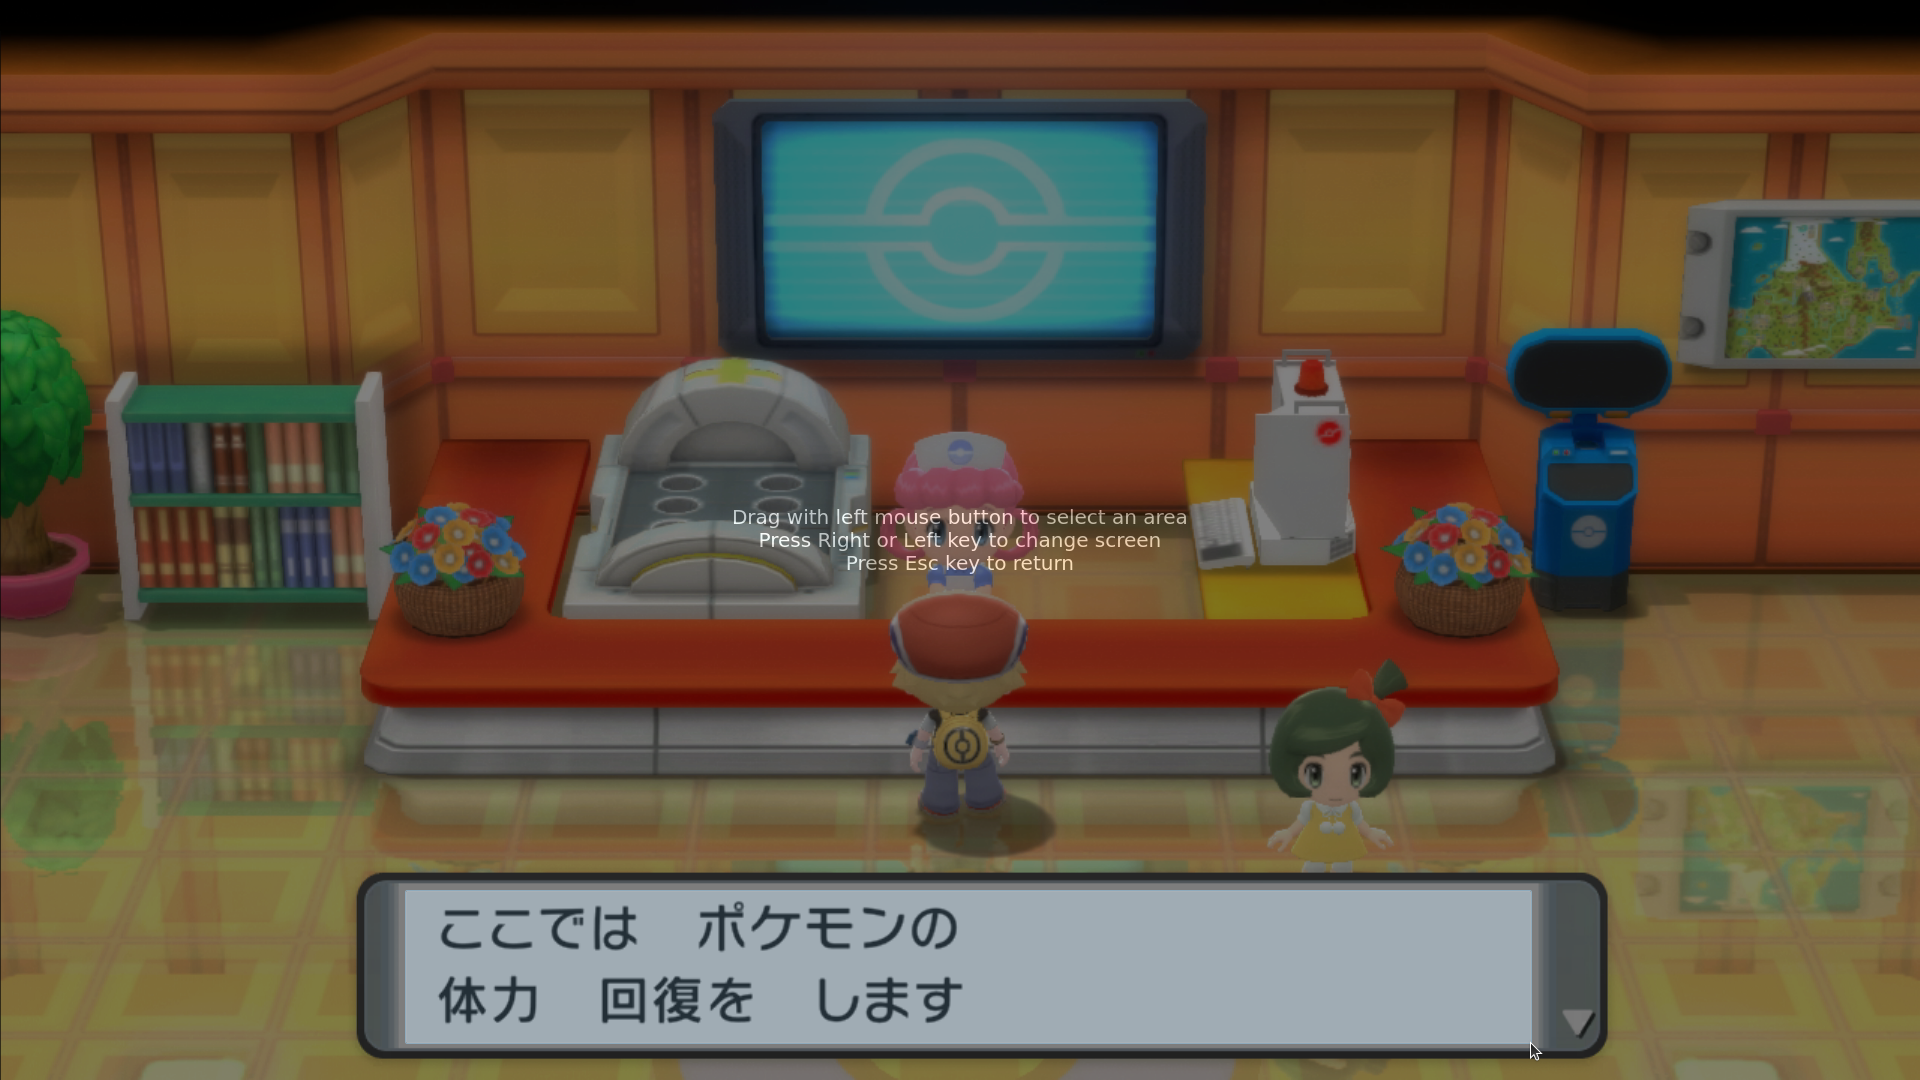 Drag with left mouse button to select an area
Press Right or Left key to change screen
Press Esc key to return
ここでは　ポケモンの
体力　回復を　します